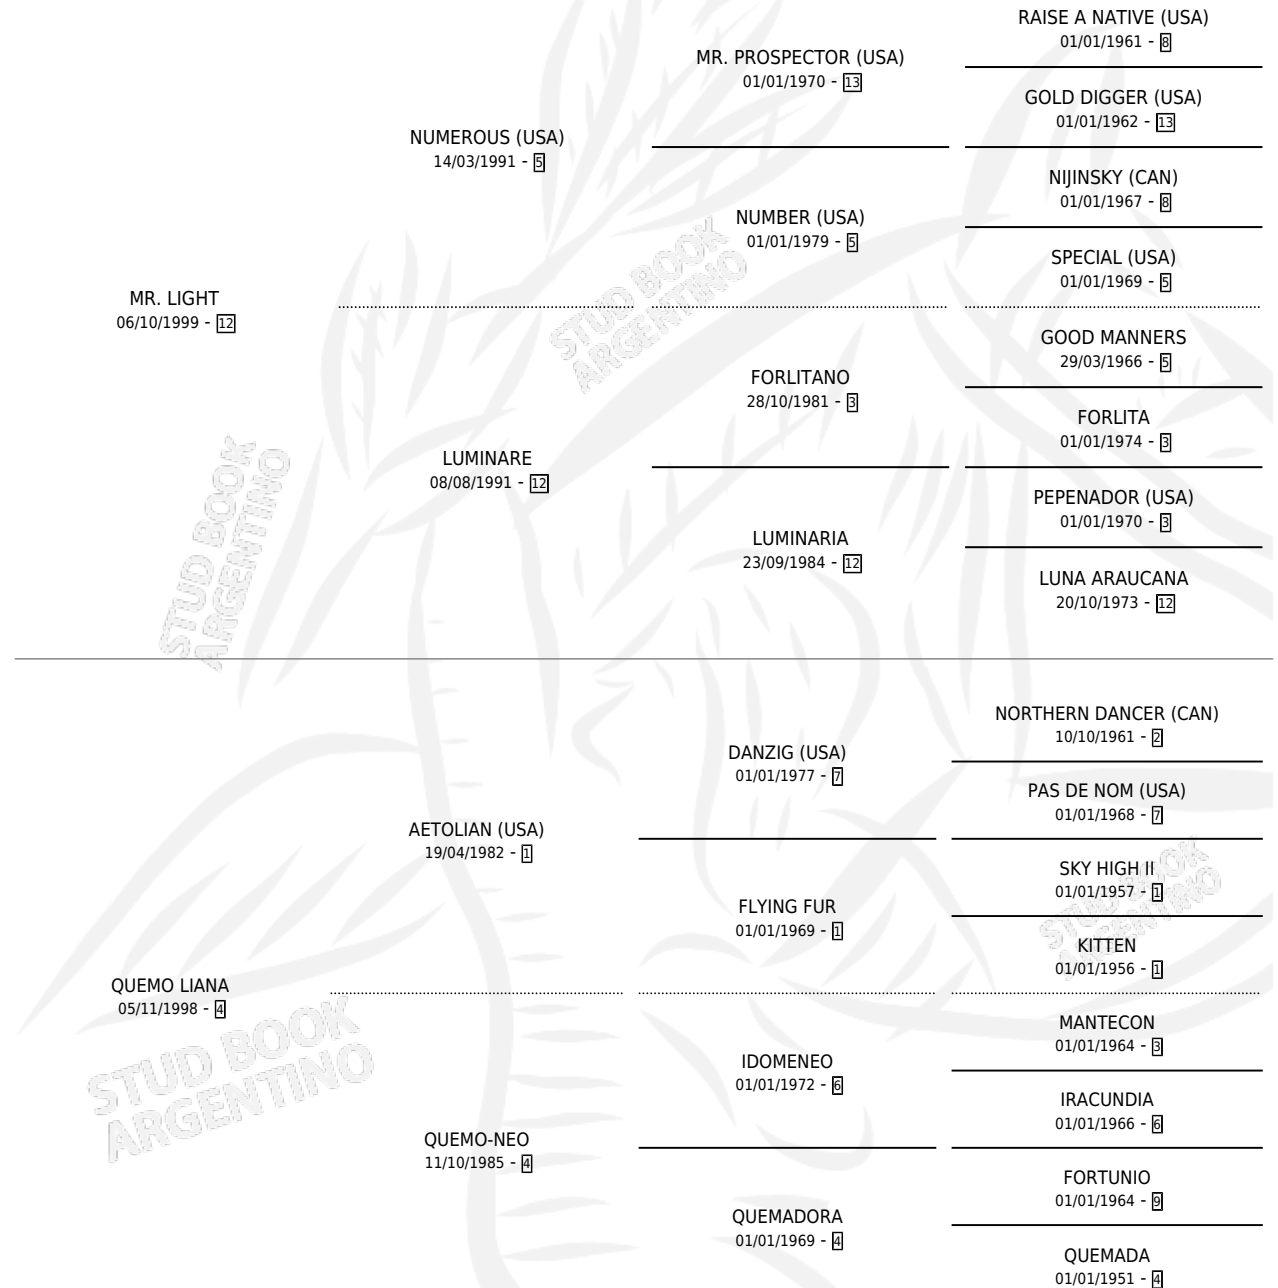 RAISE A NATIVE (USA)
01/01/1961 - 8
MR. PROSPECTOR (USA)
01/01/1970 - 13
GOLD DIGGER (USA)
01/01/1962 - 13
NUMEROUS (USA)
14/03/1991 - 5
NIJINSKY (CAN)
01/01/1967 - 8
NUMBER (USA)
01/01/1979 - 5
SPECIAL (USA)
01/01/1969 - 5
MR. LIGHT
06/10/1999 - 12
STUD BOOK
ARGENTINO
GOOD MANNERS
29/03/1966 - 5
FORLITANO
28/10/1981 - 3
FORLITA
01/01/1974 - 3
LUMINARE
08/08/1991 - 12
PEPENADOR (USA)
01/01/1970 - 3
LUMINARIA
23/09/1984 - 12
LUNA ARAUCANA
20/10/1973 - 12
STUD BOOK
ARGENTINO
NORTHERN DANCER (CAN)
10/10/1961 - 2
DANZIG (USA)
01/01/1977 - 7
PAS DE NOM (USA)
01/01/1968 - 7
AETOLIAN (USA)
19/04/1982 - 1
SKY HIGH II
01/01/1957 - 1
FLYING FUR
01/01/1969 - 1
KITTEN
01/01/1956 - 1
STUD BOOK
ARGENTINO
QUEMO LIANA
05/11/1998 - 4
MANTECON
01/01/1964 - 3
IDOMENEO
01/01/1972 - 6
IRACUNDIA
01/01/1966 - 6
STUD BOOK
ARGENTINO
QUEMO-NEO
11/10/1985 - 4
FORTUNIO
01/01/1964 - 9
QUEMADORA
01/01/1969 - 4
QUEMADA
01/01/1951 - 4